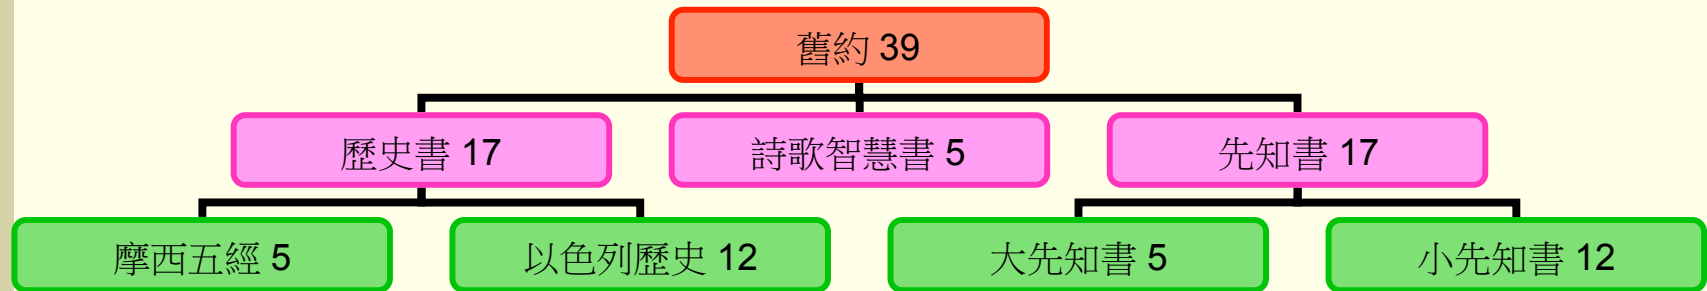 舊約 39
歷史書 17
詩歌智慧書 5
先知書 17
摩西五經 5
以色列歷史 12
大先知書 5
小先知書 12